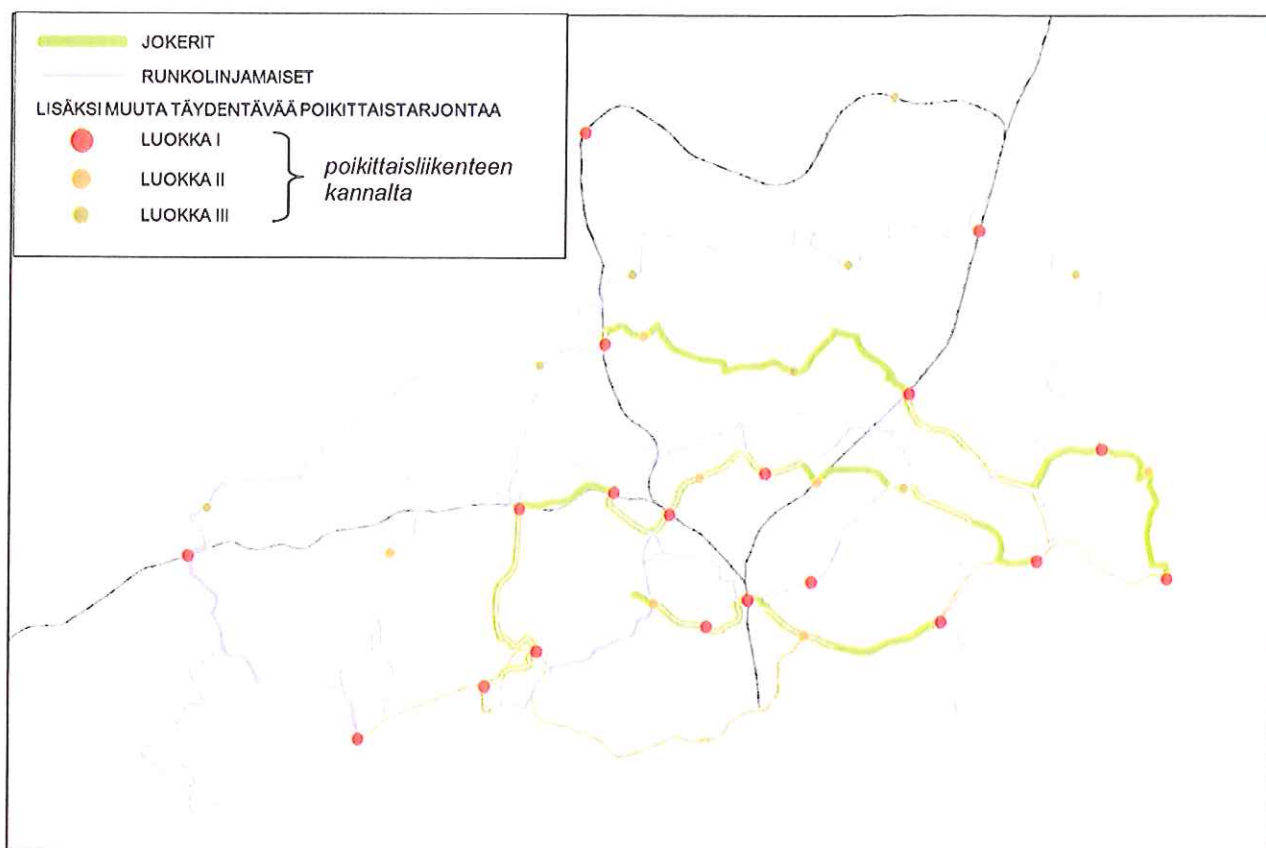 JOKERIT
RUNKOLINJAMAISET
LISÄKSI MUUTA TÄYDENTÄVÄÄ POIKITTAISTARJONTAA
LUOKKA I
LUOKKA II
LUOKKA III
poikittaisliikenteen
kannalta